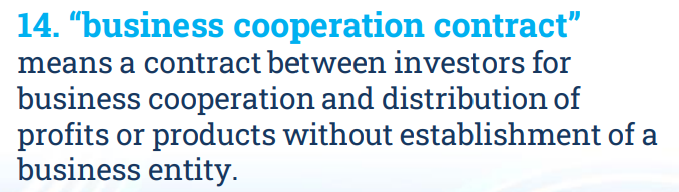 14. “business cooperation contract”
means a contract between investors for
business cooperation and distribution of
profits or products without establishment of a
business entity.